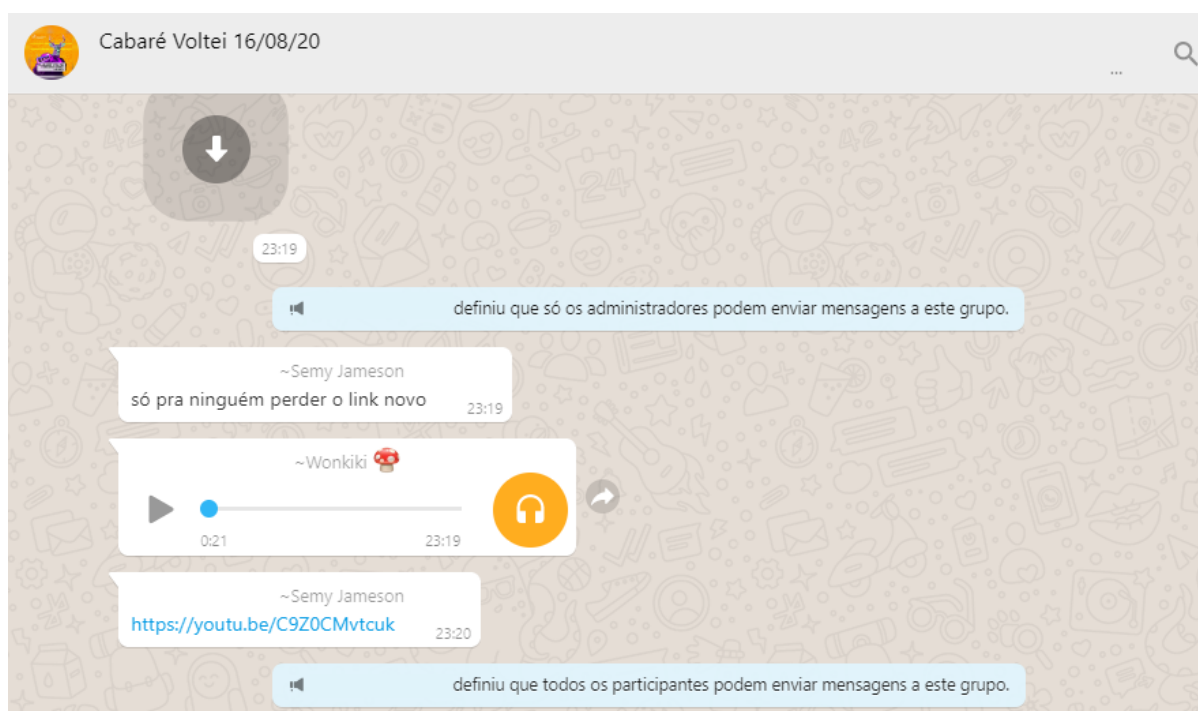 Cabaré Voltei 16/08/20
...
23:19
definiu que só os administradores podem enviar mensagens a este grupo.
~Semy Jameson
só pra ninguém perder o link novo
23:19
~Wonkiki
0:21
23:19
~Semy Jameson
https://youtu.be/C9Z0CMvtcuk
23:20
definiu que todos os participantes podem enviar mensagens a este grupo.